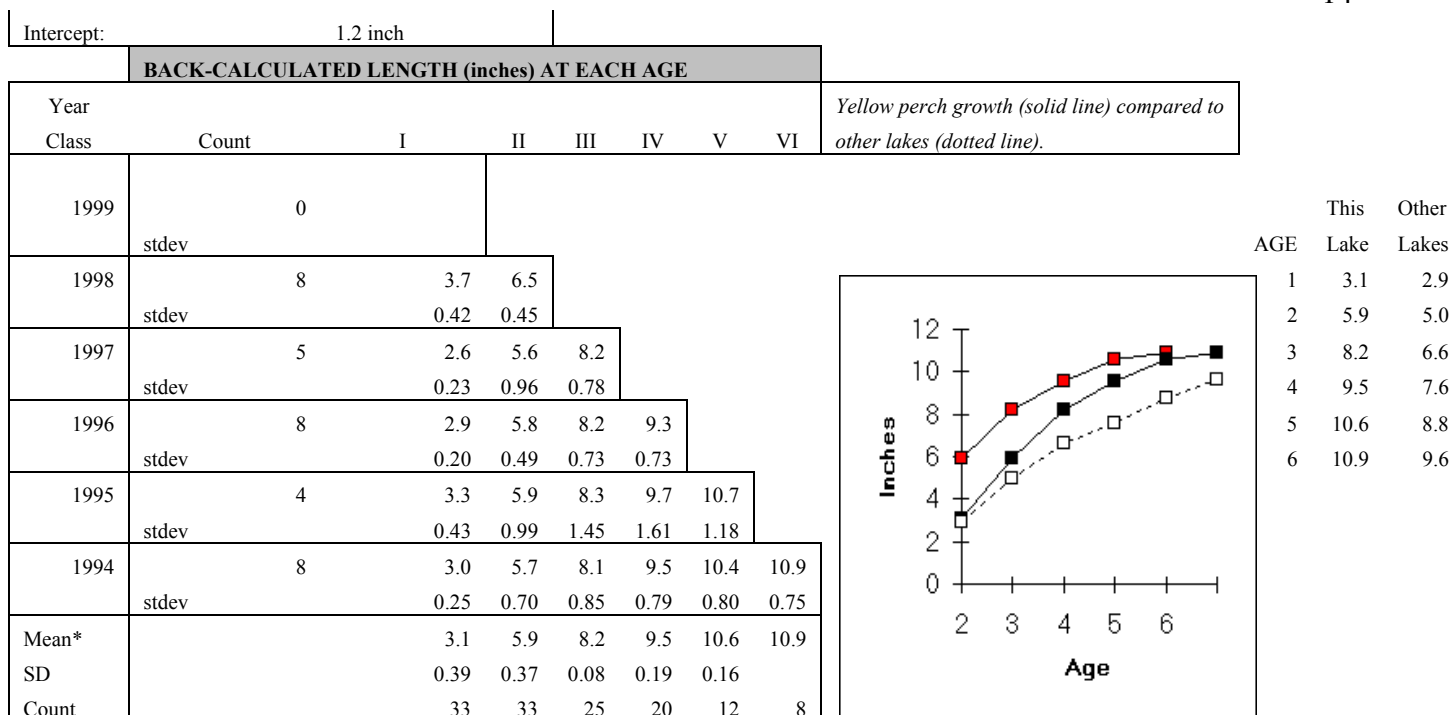 Intercept: 1.2 inch
BACK-CALCULATED LENGTH (inches) AT EACH AGE
Year
Class Count I II III IV V VI
Yellow perch growth (solid line) compared to
other lakes (dotted line).
1999 0
stdev
1998 8 3.7 6.5
stdev 0.42 0.45
1997 5 2.6 5.6 8.2
stdev 0.23 0.96 0.78
1996 8 2.9 5.8 8.2 9.3
stdev 0.20 0.49 0.73 0.73
1995 4 3.3 5.9 8.3 9.7 10.7
stdev 0.43 0.99 1.45 1.61 1.18
1994 8 3.0 5.7 8.1 9.5 10.4 10.9
stdev 0.25 0.70 0.85 0.79 0.80 0.75
Mean* 3.1 5.9 8.2 9.5 10.6 10.9
SD 0.39 0.37 0.08 0.19 0.16
Count 33 33 25 20 12 8
12
10
8
6
4
2
0
Inches
2 3 4 5 6
Age
This Other
AGE Lake Lakes
1 3.1 2.9
2 5.9 5.0
3 8.2 6.6
4 9.5 7.6
5 10.6 8.8
6 10.9 9.6